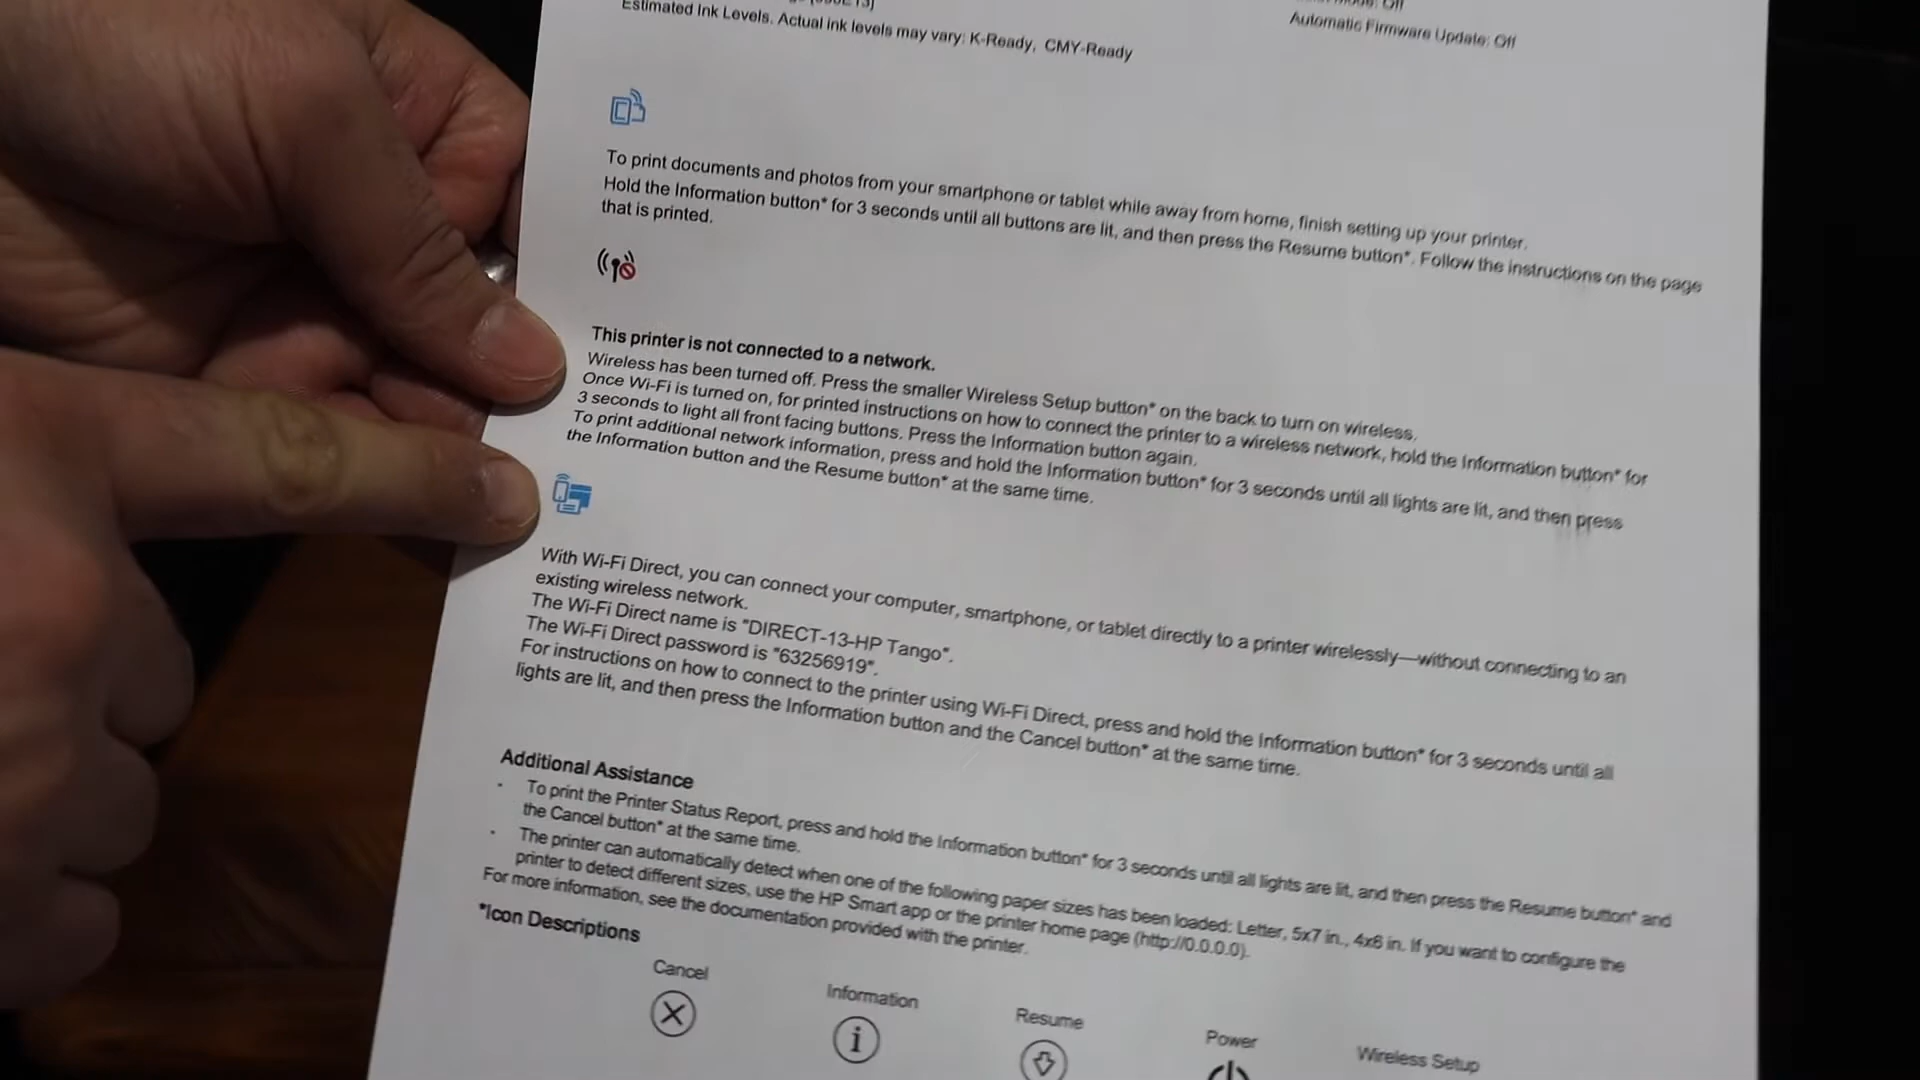 Estimated Ink Levels. Actual ink levels may vary: K-Ready, CMY-Ready
Off
Automatic Firmware Update: Off
To print documents and photos from your smartphone or tablet while away from home, finish setting up your printer.
Hold the Information button* for 3 seconds until all buttons are lit, and then press the Resume button*. Follow the instructions on the page
that is printed.
This printer is not connected to a network.
Wireless has been turned off. Press the smaller Wireless Setup button* on the back to turn on wireless.
Once Wi-Fi is turned on, for printed instructions on how to connect the printer to a wireless network, hold the Information button* for
3 seconds to light all front facing buttons. Press the Information button again.
To print additional network information, press and hold the Information button* for 3 seconds until all lights are lit, and then press
the Information button and the Resume button* at the same time.
With Wi-Fi Direct, you can connect your computer, smartphone, or tablet directly to a printer wirelessly—without connecting to an
existing wireless network.
The Wi-Fi Direct name is "DIRECT-13-HP Tango".
The Wi-Fi Direct password is "63256919".
For instructions on how to connect to the printer using Wi-Fi Direct, press and hold the Information button* for 3 seconds until all
lights are lit, and then press the Information button and the Cancel button* at the same time.
Additional Assistance
· To print the Printer Status Report, press and hold the Information button* for 3 seconds until all lights are lit, and then press the Resume button* and
the Cancel button* at the same time.
· The printer can automatically detect when one of the following paper sizes has been loaded: Letter, 5x7 in., 4x6 in. If you want to configure the
printer to detect different sizes, use the HP Smart app or the printer home page (http://0.0.0.0).
For more information, see the documentation provided with the printer.
*Icon Descriptions
Cancel
Information
Resume
Power
Wireless Setup